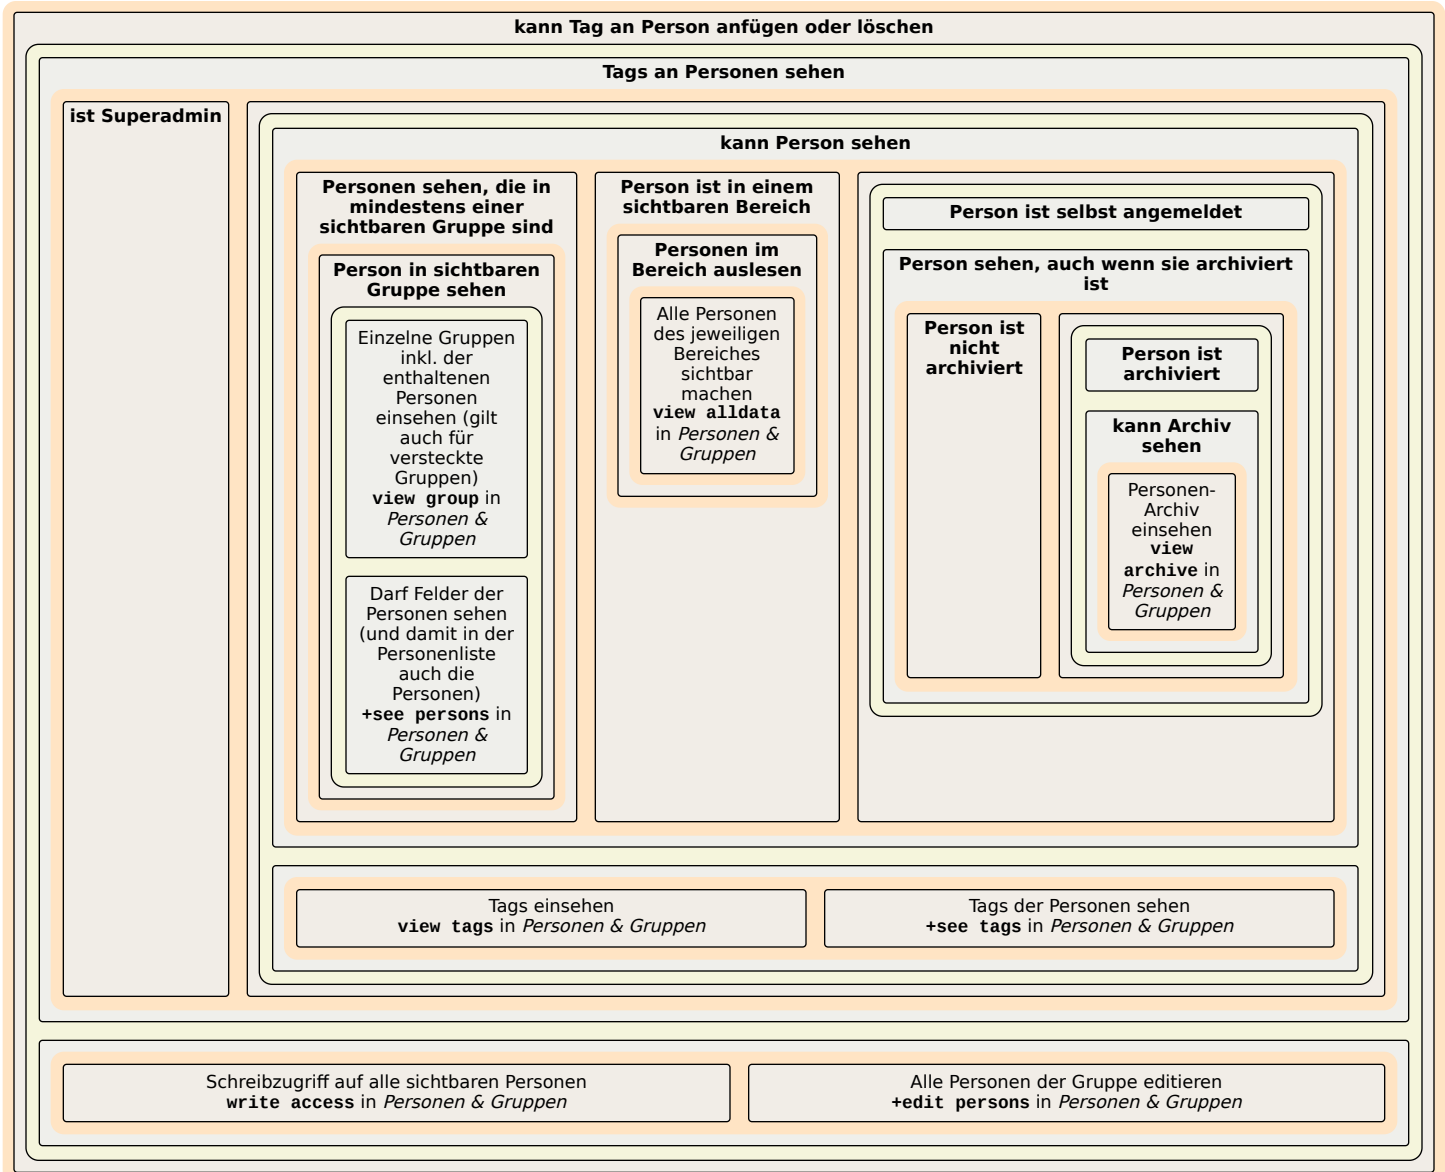 kann Tag an Person anfügen oder löschen
Tags an Personen sehen
ist Superadmin
kann Person sehen
Personen sehen, die in
mindestens einer
sichtbaren Gruppe sind
Person in sichtbaren
Gruppe sehen
Einzelne Gruppen
inkl. der
enthaltenen
Personen
einsehen (gilt
auch für
versteckte
Gruppen)
view group in
Personen &
Gruppen
Darf Felder der
Personen sehen
(und damit in der
Personenliste
auch die
Personen)
+see persons in
Personen &
Gruppen
Person ist in einem
sichtbaren Bereich
Personen im
Bereich auslesen
Alle Personen
des jeweiligen
Bereiches
sichtbar
machen
view alldata
in Personen &
Gruppen
Person ist selbst angemeldet
Person sehen, auch wenn sie archiviert
ist
Person ist
nicht
archiviert
Person ist
archiviert
kann Archiv
sehen
Personen-
Archiv
einsehen
view
archive in
Personen &
Gruppen
Tags einsehen
view tags in Personen & Gruppen
Tags der Personen sehen
+see tags in Personen & Gruppen
Schreibzugriff auf alle sichtbaren Personen
write access in Personen & Gruppen
Alle Personen der Gruppe editieren
+edit persons in Personen & Gruppen